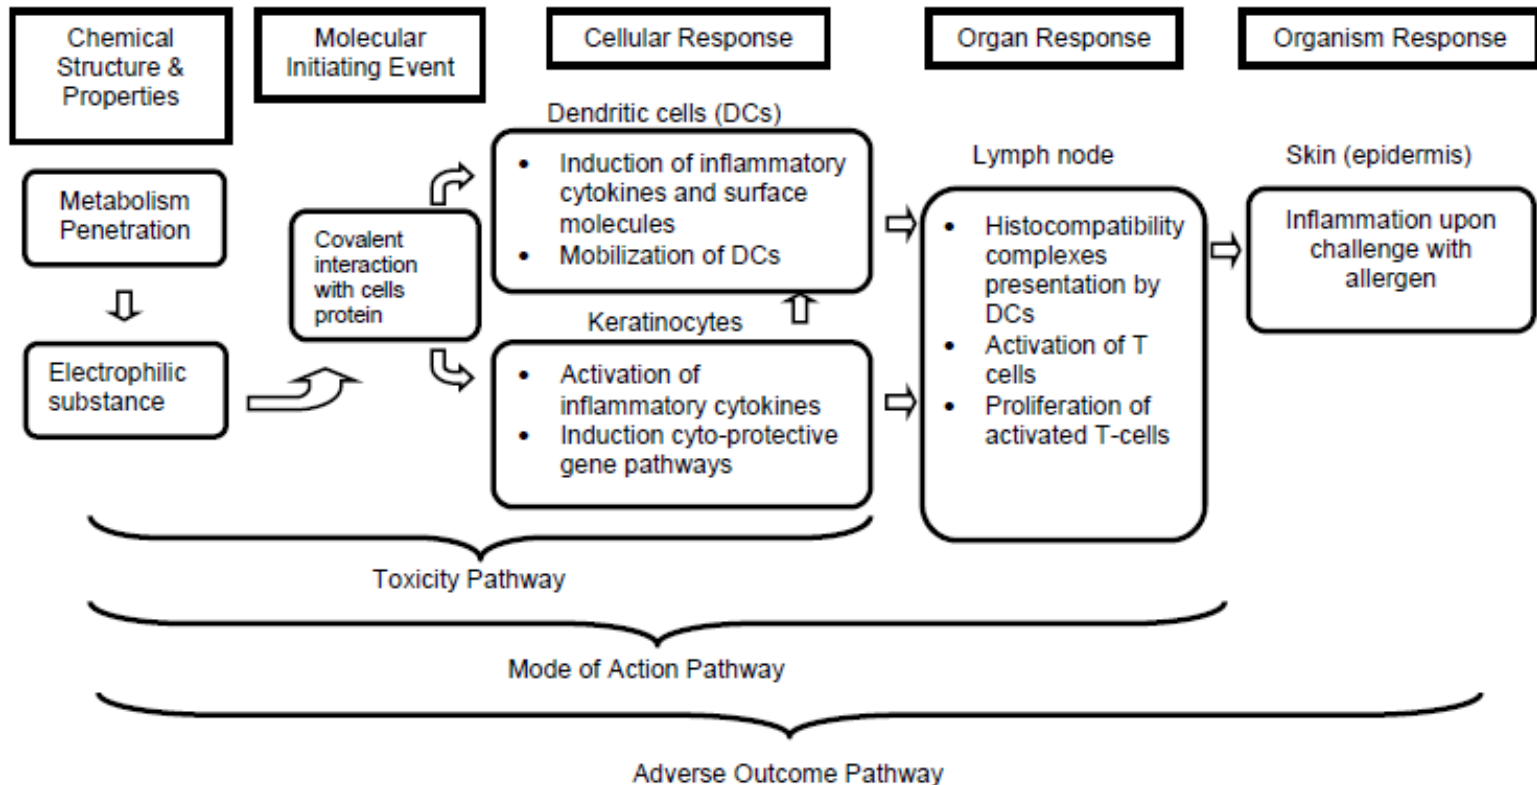 Chemical
Structure &
Properties
Molecular
Initiating Event
Cellular Response
Organ Response
Organism Response
Metabolism
Penetration
Electrophilic
substance
Covalent
interaction
with cells
protein
Dendritic cells (DCs)
• Induction of inflammatory
cytokines and surface
molecules
• Mobilization of DCs
Keratinocytes
• Activation of
inflammatory cytokines
• Induction cyto-protective
gene pathways
Lymph node
• Histocompatibility
complexes
presentation by
DCs
• Activation of T
cells
• Proliferation of
activated T-cells
Skin (epidermis)
Inflammation upon
challenge with
allergen
Toxicity Pathway
Mode of Action Pathway
Adverse Outcome Pathway